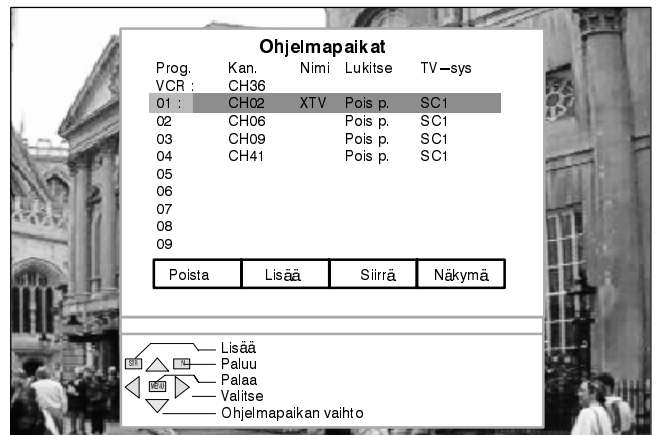 Ohjelmapaikat
Prog. Kan. Nimi Lukitse TV-sys
VCR : CH36
01 : CH02 XTV Pois p. SC1
02 CH06 Pois p. SC1
03 CH09 Pois p. SC1
04 CH41 Pois p. SC1
05
06
07
08
09
Poista Lisää Siirrä Näkymä
Lisää
STR N Paluu
MENU Palaa
Valitse
Ohjelmapaikan vaihto